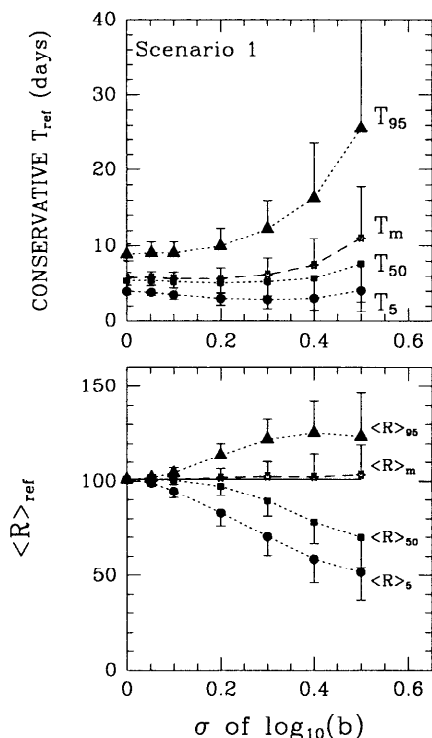 Scenario 1
CONSERVATIVE T_ref (days)
40
30
20
10
0
T_95
T_m
T_50
T_5
0
0.2
0.4
0.6
<R>_ref
150
100
50
0
<R>_95
<R>_m
<R>_50
<R>_5
0
0.2
0.4
0.6
σ of log_10(b)